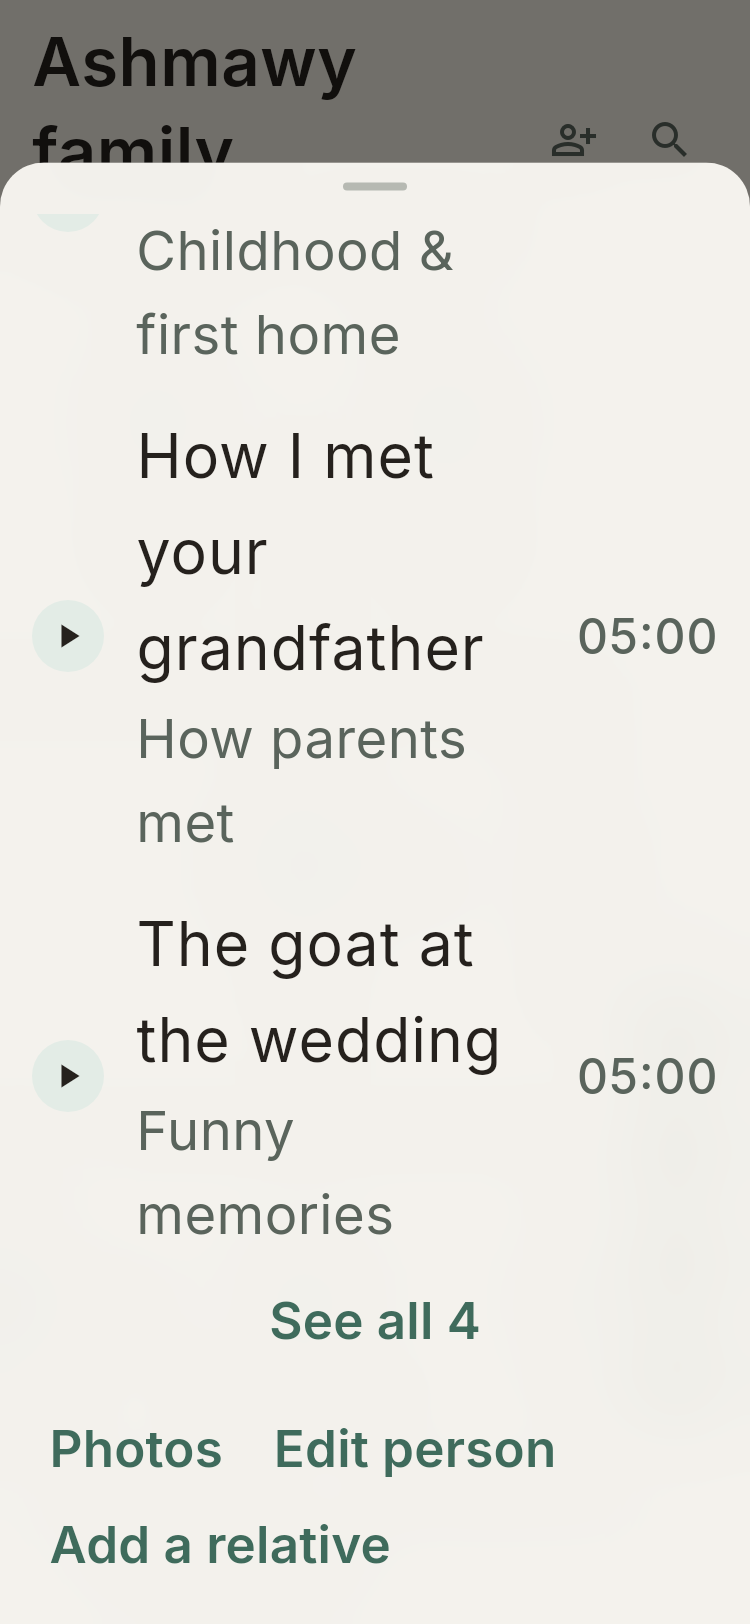 Ashmawy
family
Childhood &
first home
How I met
your
grandfather
05:00
How parents
met
The goat at
the wedding
05:00
Funny
memories
See all 4
Photos
Edit person
Add a relative